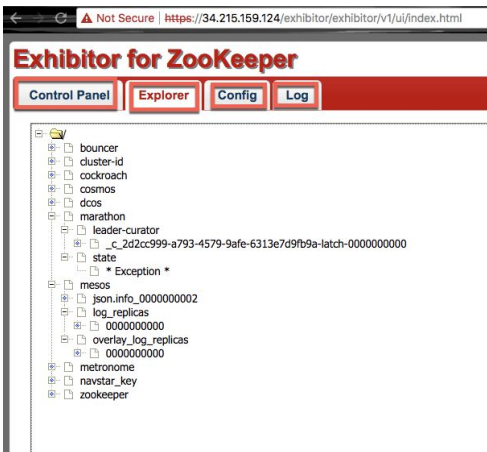 Not Secure | https://34.215.159.124/exhibitor/exhibitor/v1/ui/index.html
Exhibitor for ZooKeeper
Control Panel Explorer Config Log
/
bouncer
cluster-id
cockroach
cosmos
dcos
marathon
leader-curator
_c_2d2cc999-a793-4579-9afe-6313e7d9fb9a-latch-0000000000
state
* Exception *
mesos
json.info_0000000002
log_replicas
0000000000
overlay_log_replicas
0000000000
metronome
navstar_key
zookeeper